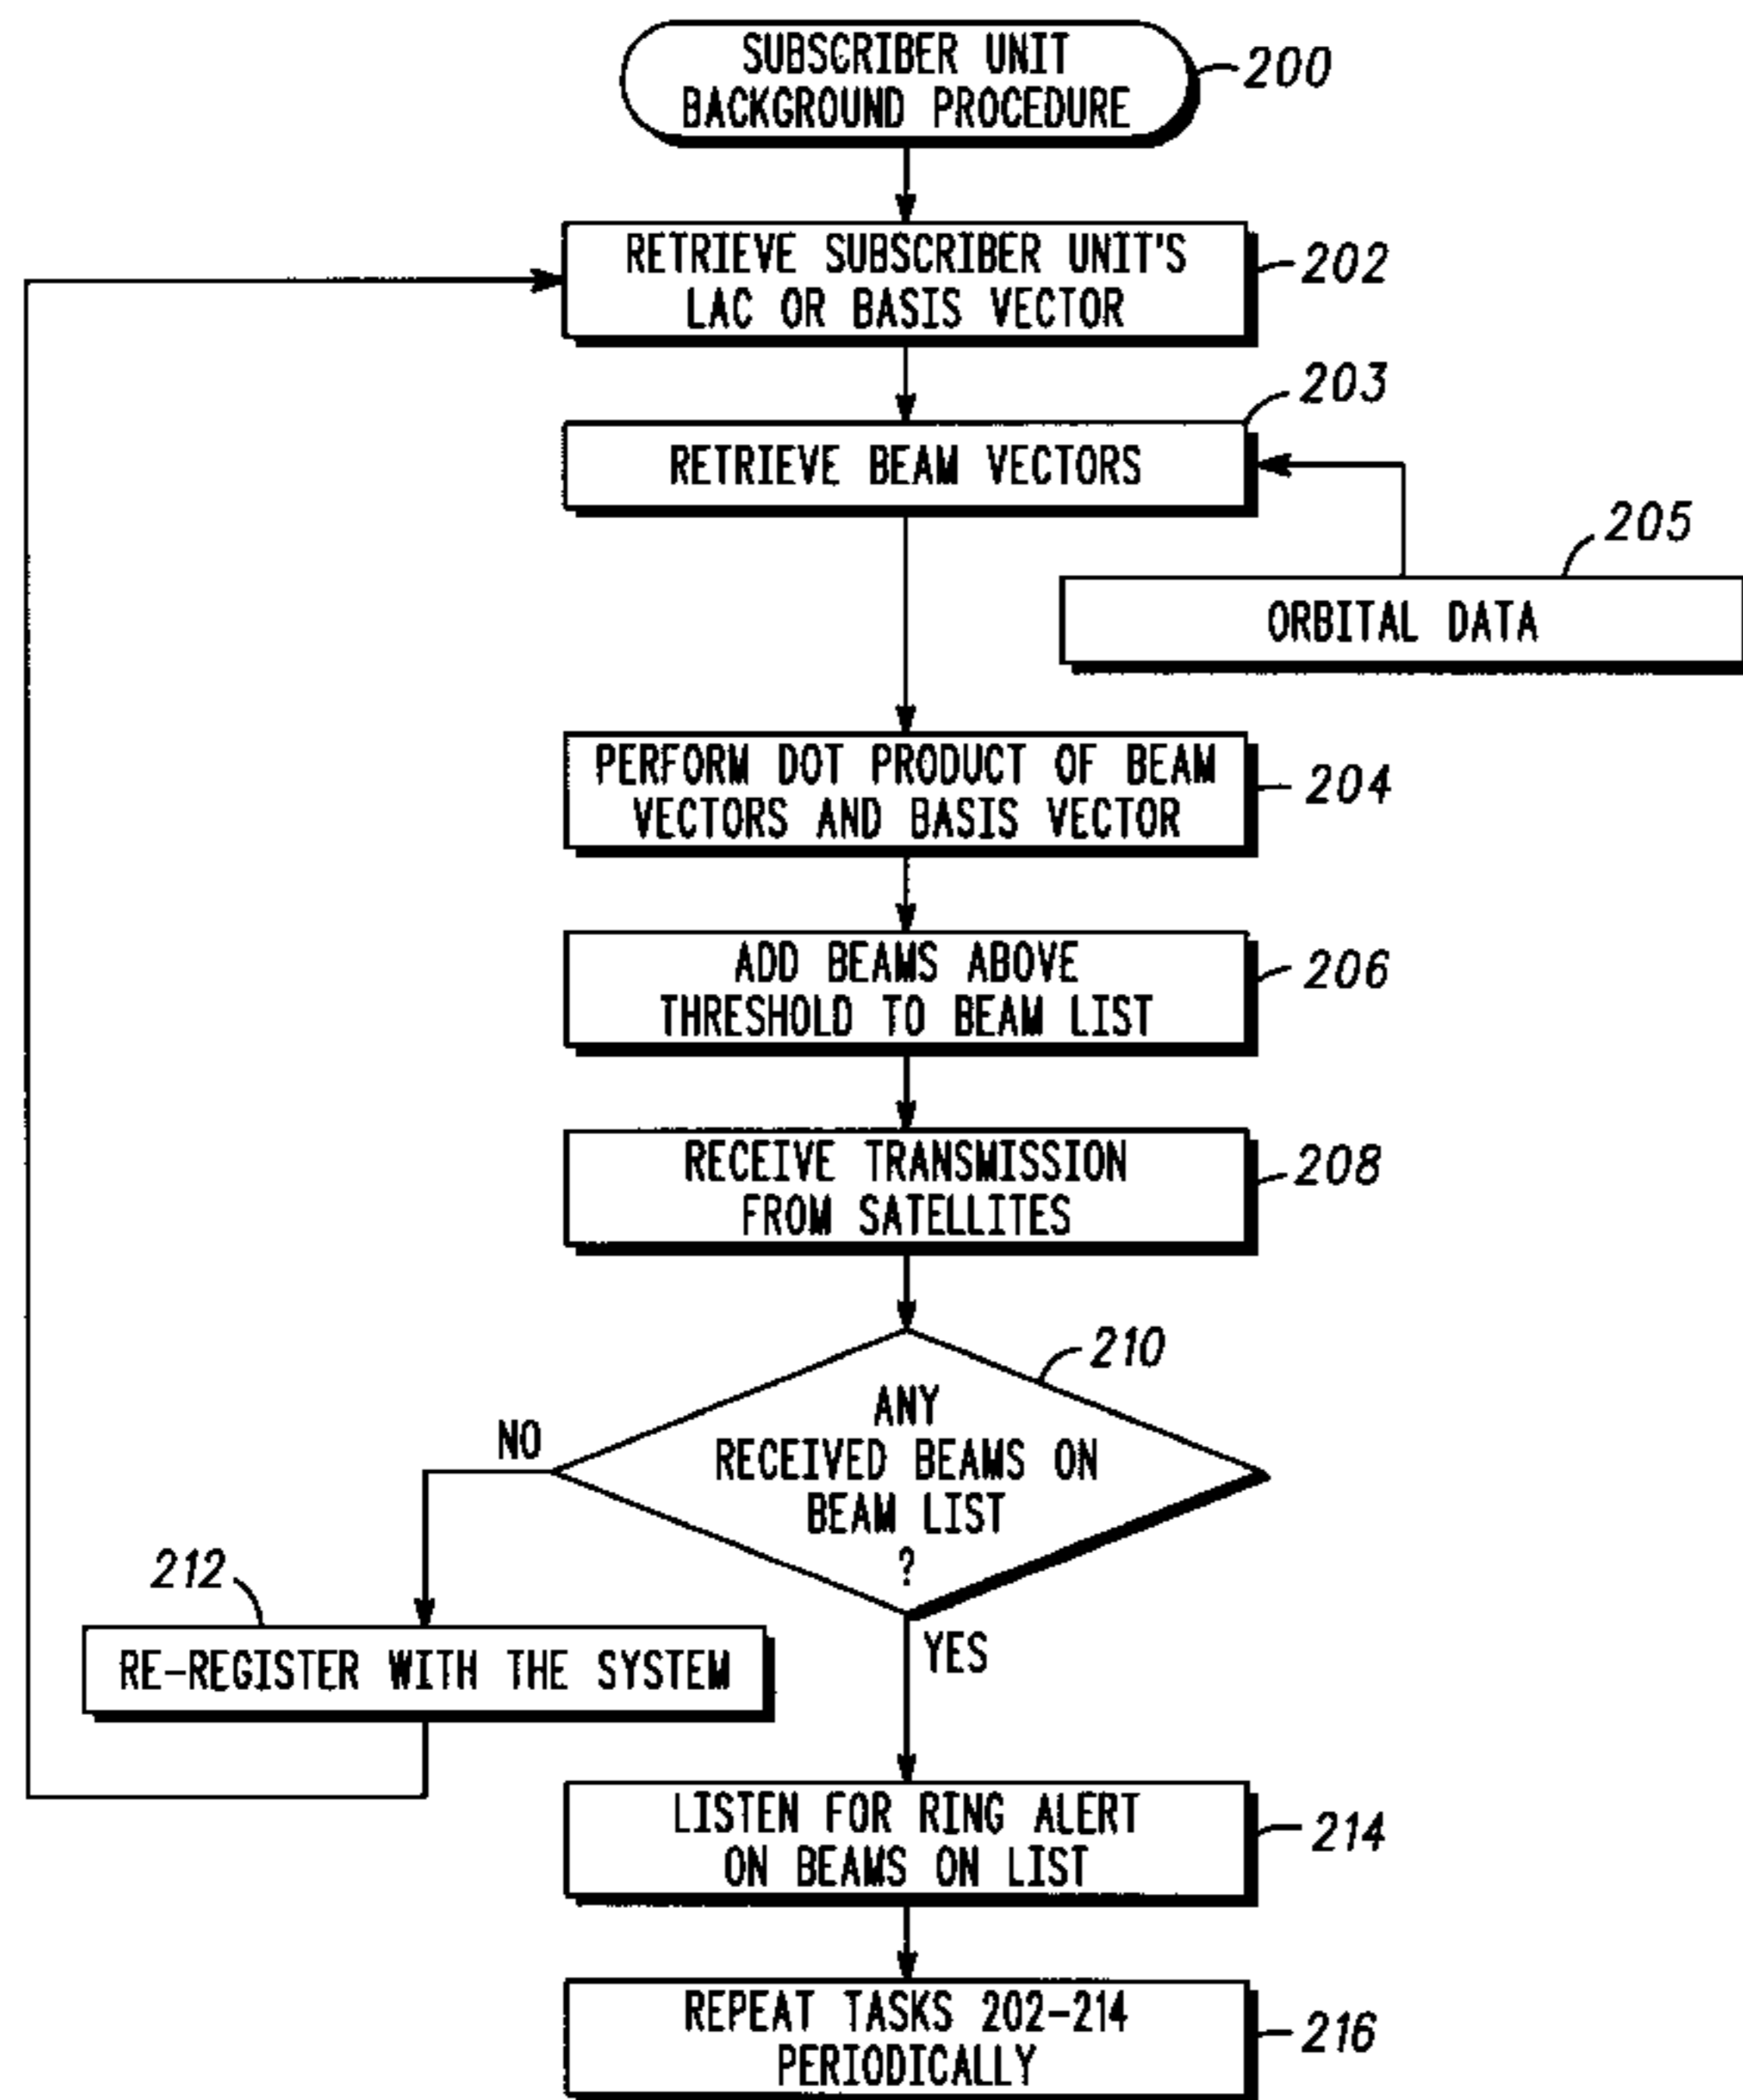 SUBSCRIBER UNIT
BACKGROUND PROCEDURE
200
RETRIEVE SUBSCRIBER UNIT'S
LAC OR BASIS VECTOR
202
203
RETRIEVE BEAM VECTORS
205
ORBITAL DATA
PERFORM DOT PRODUCT OF BEAM
VECTORS AND BASIS VECTOR
204
ADD BEAMS ABOVE
THRESHOLD TO BEAM LIST
206
RECEIVE TRANSMISSION
FROM SATELLITES
208
210
ANY
RECEIVED BEAMS ON
BEAM LIST
?
NO
YES
212
RE-REGISTER WITH THE SYSTEM
LISTEN FOR RING ALERT
ON BEAMS ON LIST
214
REPEAT TASKS 202-214
PERIODICALLY
216